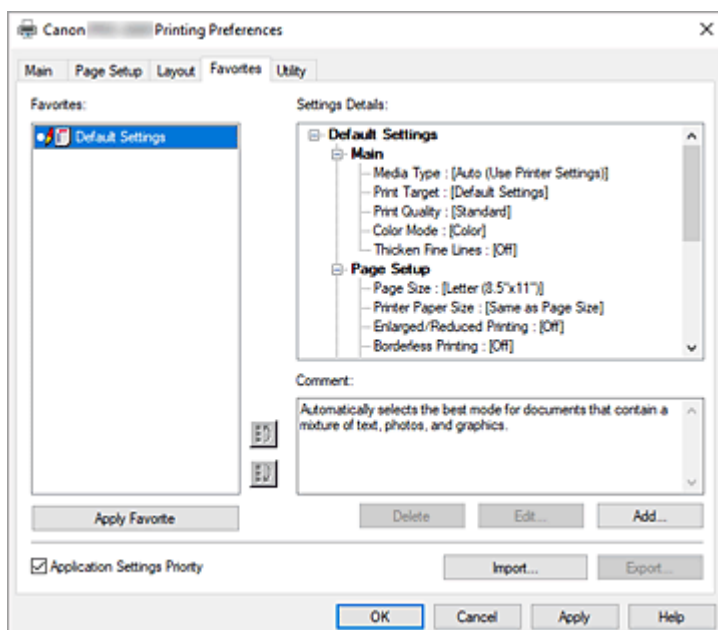 Canon Printing Preferences
Main Page Setup Layout Favorites Utility
Favorites:
Default Settings
Settings Details:
Default Settings
Main
Media Type : [Auto (Use Printer Settings)]
Print Target : [Default Settings]
Print Quality : [Standard]
Color Mode : [Color]
Thicken Fine Lines : [Off]
Page Setup
Page Size : [Letter (8.5"x11")]
Printer Paper Size : [Same as Page Size]
Enlarged/Reduced Printing : [Off]
Borderless Printing : [Off]
Comment:
Automatically selects the best mode for documents that contain a
mixture of text, photos, and graphics.
Apply Favorite
Delete Edit... Add...
Application Settings Priority
Import... Export...
OK Cancel Apply Help